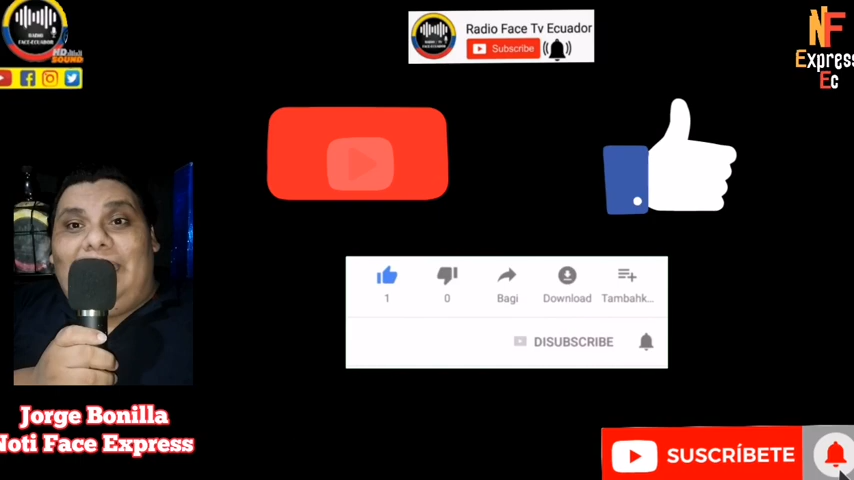 RADIO
FACE-ECUADOR
HD
SOUND
Radio Face Tv Ecuador
Subscribe
NF
Express
Ec
1
0
Bagi
Download
Tambahk...
DISUBSCRIBE
Jorge Bonilla
Noti Face Express
SUSCRÍBETE